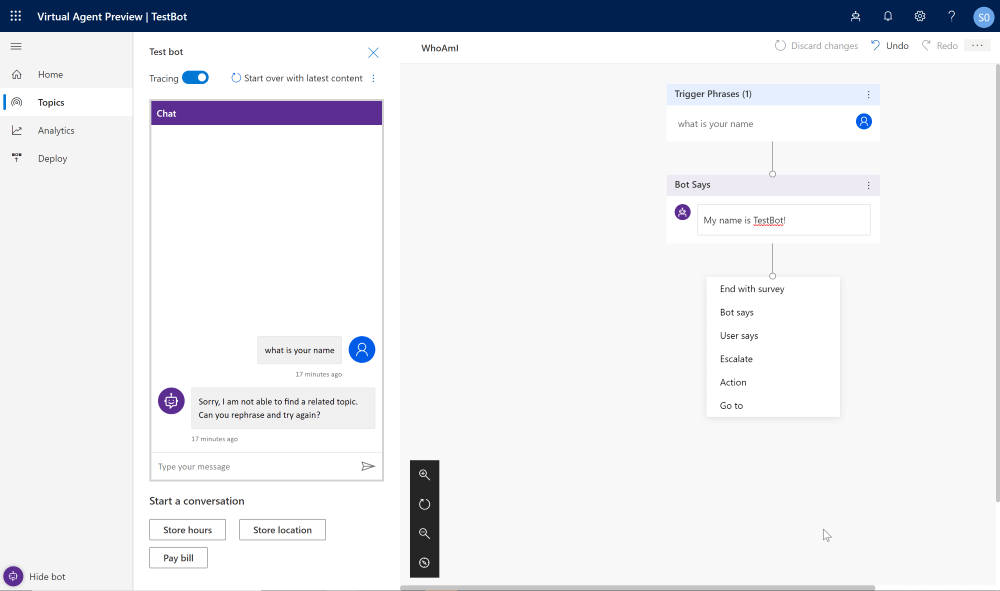 Virtual Agent Preview | TestBot
?
S0
Home
Topics
Analytics
Deploy
Hide bot
Test bot
Tracing
Start over with latest content
Chat
what is your name
17 minutes ago
Sorry, I am not able to find a related topic.
Can you rephrase and try again?
17 minutes ago
Type your message
Start a conversation
Store hours
Store location
Pay bill
WhoAmI
Discard changes
Undo
Redo
Trigger Phrases (1)
what is your name
Bot Says
My name is TestBot!
End with survey
Bot says
User says
Escalate
Action
Go to